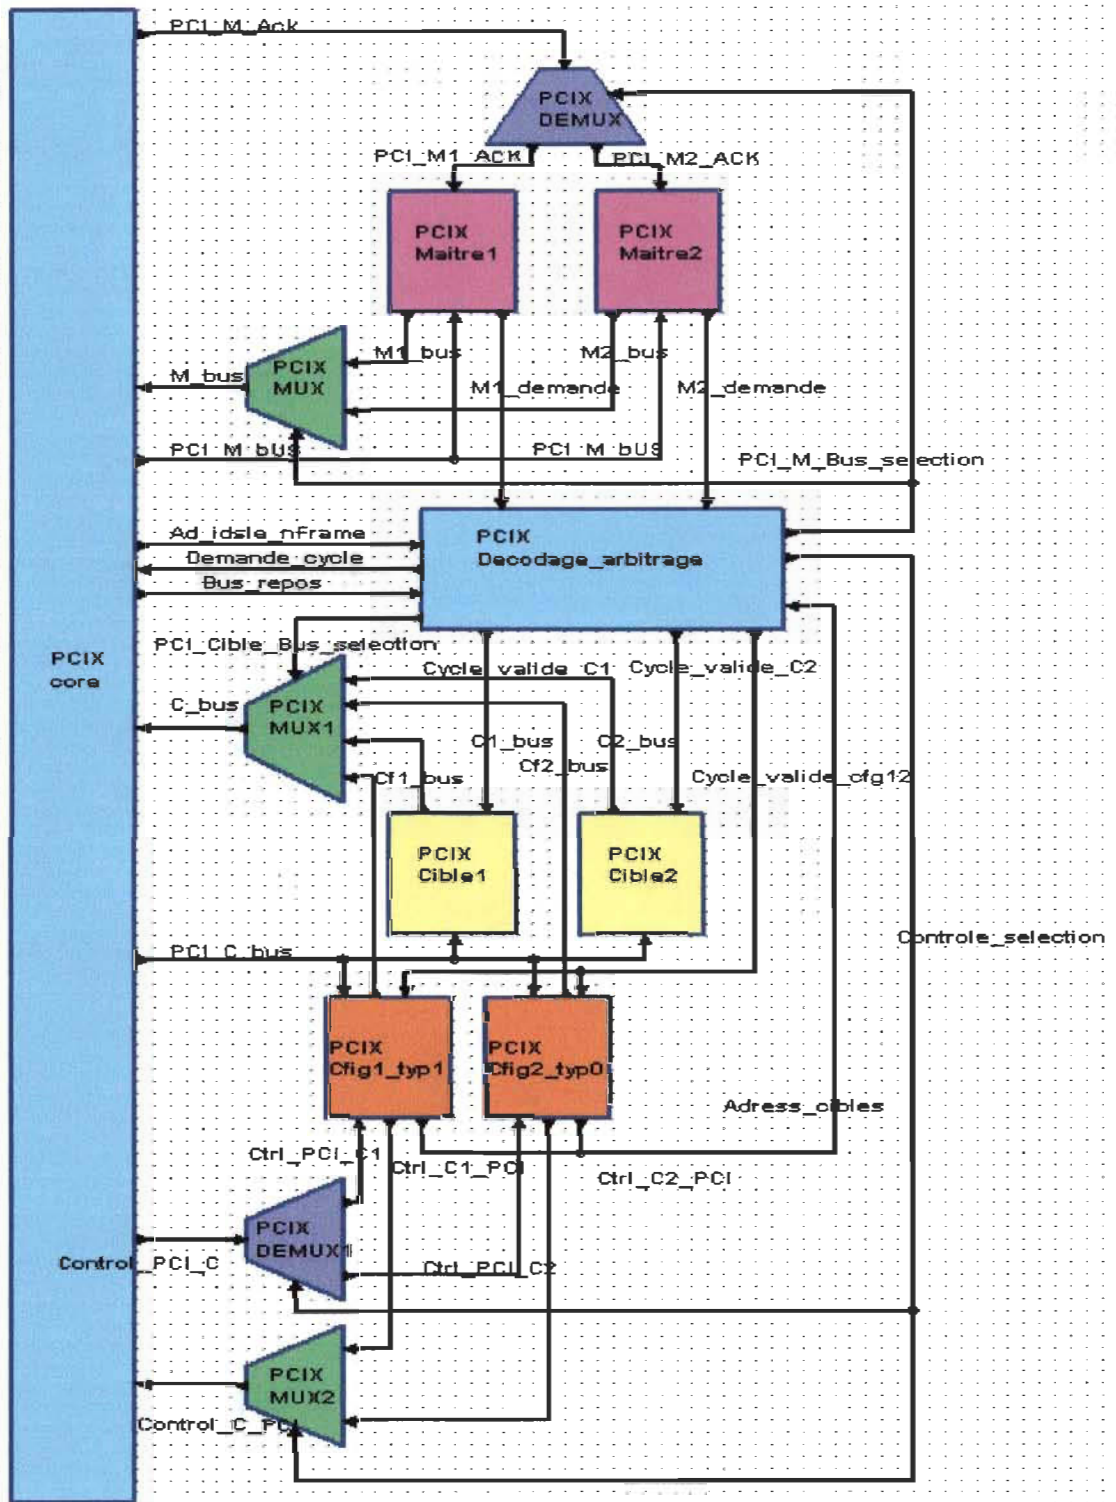 PCI_M_Ack
PCIX
DEMUX
PCI_M1_ACK
PCI_M2_ACK
PCIX
Maitre1
PCIX
Maitre2
M1_bus
M2_bus
PCIX
MUX
M_bus
M1_demande
M2_demande
PCI_M_bUS
PCI_M_bUS
PCI_M_Bus_selection
Ad_idsle_nFrame
PCIX
Decodage_arbitrage
Demande_cycle
Bus_repos
PCI_Cible_Bus_selection
PCIX
core
Cycle_valide_C1
Cycle_valide_C2
C_bus
PCIX
MUX1
C1_bus
C2_bus
Cf1_bus
Cf2_bus
Cycle_valide_cfg12
PCIX
Cible1
PCIX
Cible2
PCI_C_bus
Controle_selection
PCIX
Cfig1_typ1
PCIX
Cfig2_typ0
Adress_cibles
Ctrl_PCI_C1
Ctrl_C1_PCI
Ctrl_C2_PCI
PCIX
DEMUX1
Control_PCI_C
Ctrl_PCI_C2
PCIX
MUX2
Control_C_PCI